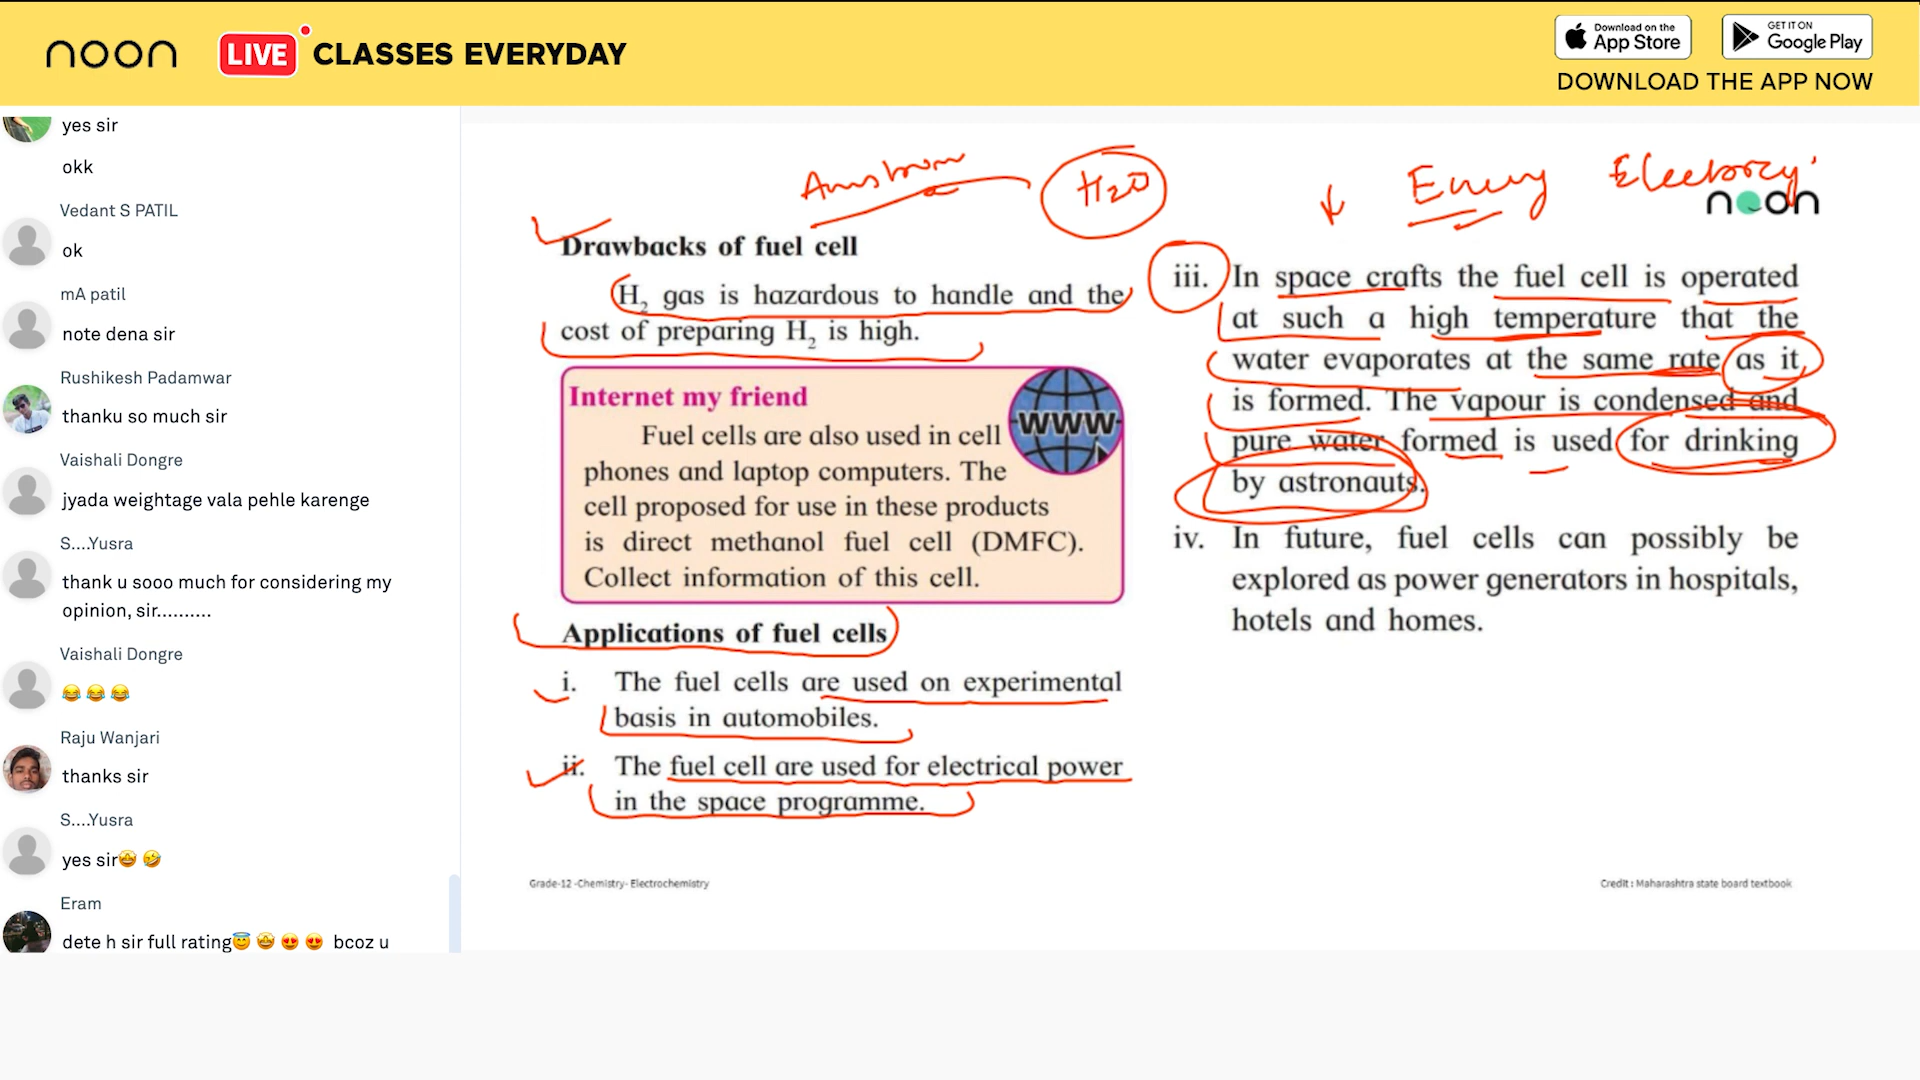 noon
LIVE CLASSES EVERYDAY
Download on the
App Store
GET IT ON
Google Play
DOWNLOAD THE APP NOW
yes sir
okk
Vedant S PATIL
ok
mA patil
note dena sir
Rushikesh Padamwar
thanku so much sir
Vaishali Dongre
jyada weightage vala pehle karenge
S....Yusra
thank u sooo much for considering my
opinion, sir..........
Vaishali Dongre
😂 😂 😂
Raju Wanjari
thanks sir
S....Yusra
yes sir🤩 🤣
Eram
dete h sir full rating😇 🤩 😍 😍 bcoz u
H2O
Drawbacks of fuel cell
H₂ gas is hazardous to handle and the
cost of preparing H₂ is high.
Internet my friend
WWW
Fuel cells are also used in cell
phones and laptop computers. The
cell proposed for use in these products
is direct methanol fuel cell (DMFC).
Collect information of this cell.
Applications of fuel cells
i. The fuel cells are used on experimental
basis in automobiles.
ii. The fuel cell are used for electrical power
in the space programme.
noon
iii. In space crafts the fuel cell is operated
at such a high temperature that the
water evaporates at the same rate as it
is formed. The vapour is condensed and
pure water formed is used for drinking
by astronauts.
iv. In future, fuel cells can possibly be
explored as power generators in hospitals,
hotels and homes.
Grade-12 -Chemistry- Electrochemistry
Credit : Maharashtra state board textbook